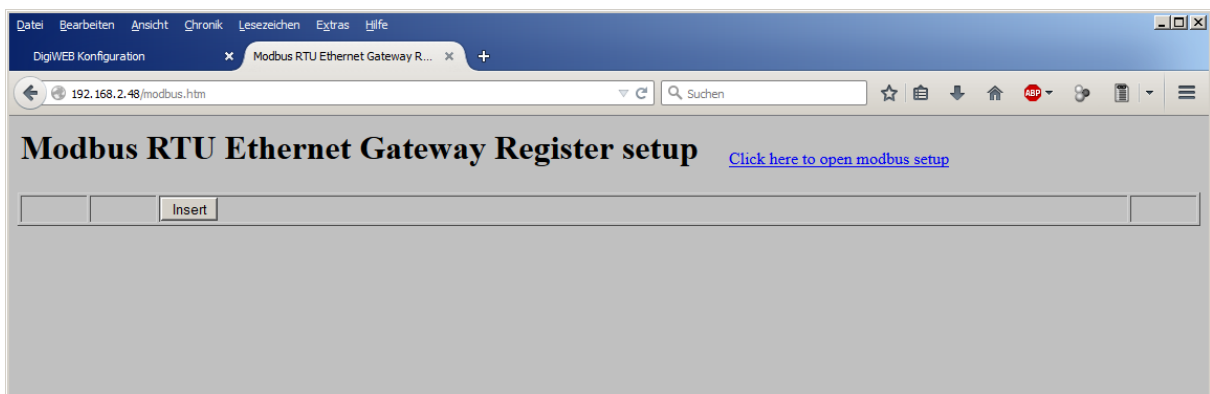 Datei Bearbeiten Ansicht Chronik Lesezeichen Extras Hilfe
DigiWEB Konfiguration Modbus RTU Ethernet Gateway R...
192.168.2.48/modbus.htm Suchen ABP
Modbus RTU Ethernet Gateway Register setup Click here to open modbus setup
Insert